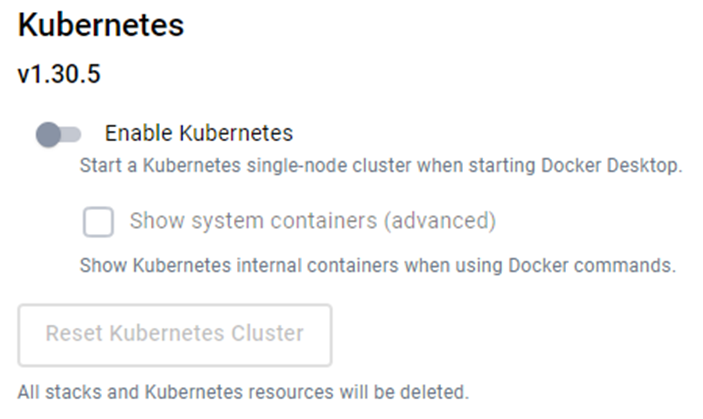 Kubernetes
v1.30.5
Enable Kubernetes
Start a Kubernetes single-node cluster when starting Docker Desktop.
Show system containers (advanced)
Show Kubernetes internal containers when using Docker commands.
Reset Kubernetes Cluster
All stacks and Kubernetes resources will be deleted.